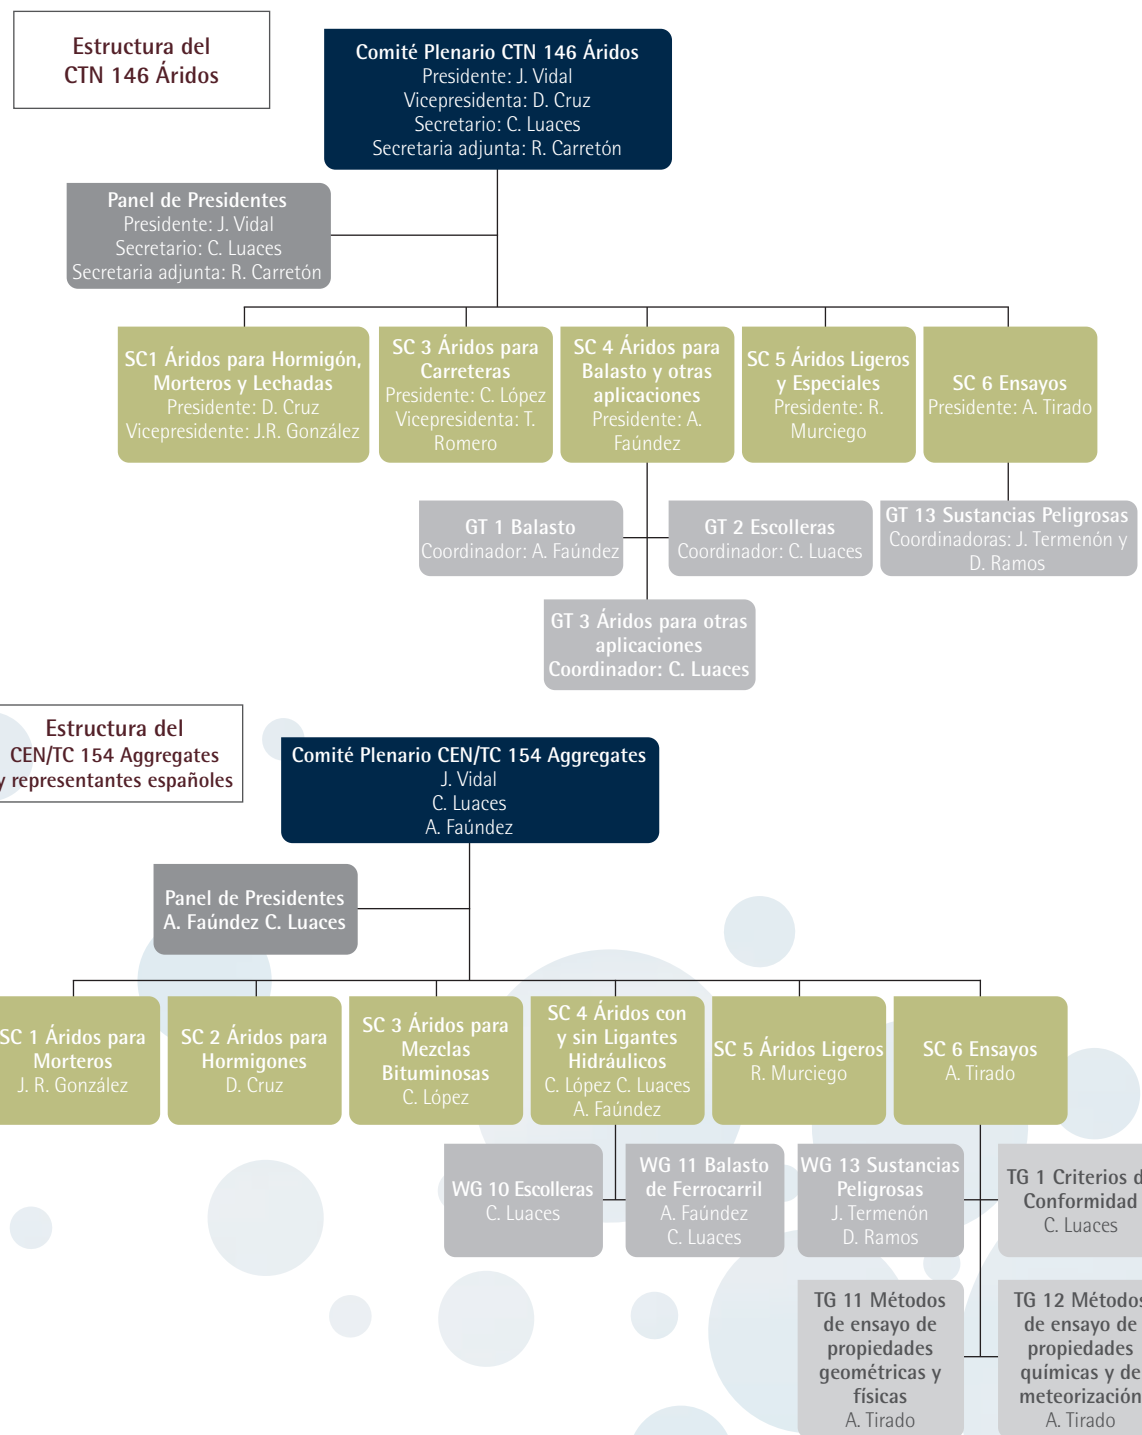 Estructura del
CTN 146 Áridos
Comité Plenario CTN 146 Áridos
Presidente: J. Vidal
Vicepresidenta: D. Cruz
Secretario: C. Luaces
Secretaria adjunta: R. Carretón
Panel de Presidentes
Presidente: J. Vidal
Secretario: C. Luaces
Secretaria adjunta: R. Carretón
SC1 Áridos para Hormigón,
Morteros y Lechadas
Presidente: D. Cruz
Vicepresidente: J.R. González
SC 3 Áridos para
Carreteras
Presidente: C. López
Vicepresidenta: T.
Romero
SC 4 Áridos para
Balasto y otras
aplicaciones
Presidente: A.
Faúndez
SC 5 Áridos Ligeros
y Especiales
Presidente: R.
Murciego
SC 6 Ensayos
Presidente: A. Tirado
GT 1 Balasto
Coordinador: A. Faúndez
GT 2 Escolleras
Coordinador: C. Luaces
GT 13 Sustancias Peligrosas
Coordinadoras: J. Termenón y
D. Ramos
GT 3 Áridos para otras
aplicaciones
Coordinador: C. Luaces
Estructura del
CEN/TC 154 Aggregates
y representantes españoles
Comité Plenario CEN/TC 154 Aggregates
J. Vidal
C. Luaces
A. Faúndez
Panel de Presidentes
A. Faúndez C. Luaces
SC 1 Áridos para
Morteros
J. R. González
SC 2 Áridos para
Hormigones
D. Cruz
SC 3 Áridos para
Mezclas
Bituminosas
C. López
SC 4 Áridos con
y sin Ligantes
Hidráulicos
C. López C. Luaces
A. Faúndez
SC 5 Áridos Ligeros
R. Murciego
SC 6 Ensayos
A. Tirado
WG 10 Escolleras
C. Luaces
WG 11 Balasto
de Ferrocarril
A. Faúndez
C. Luaces
WG 13 Sustancias
Peligrosas
J. Termenón
D. Ramos
TG 1 Criterios d
Conformidad
C. Luaces
TG 11 Métodos
de ensayo de
propiedades
geométricas y
físicas
A. Tirado
TG 12 Métodos
de ensayo de
propiedades
químicas y de
meteorización
A. Tirado